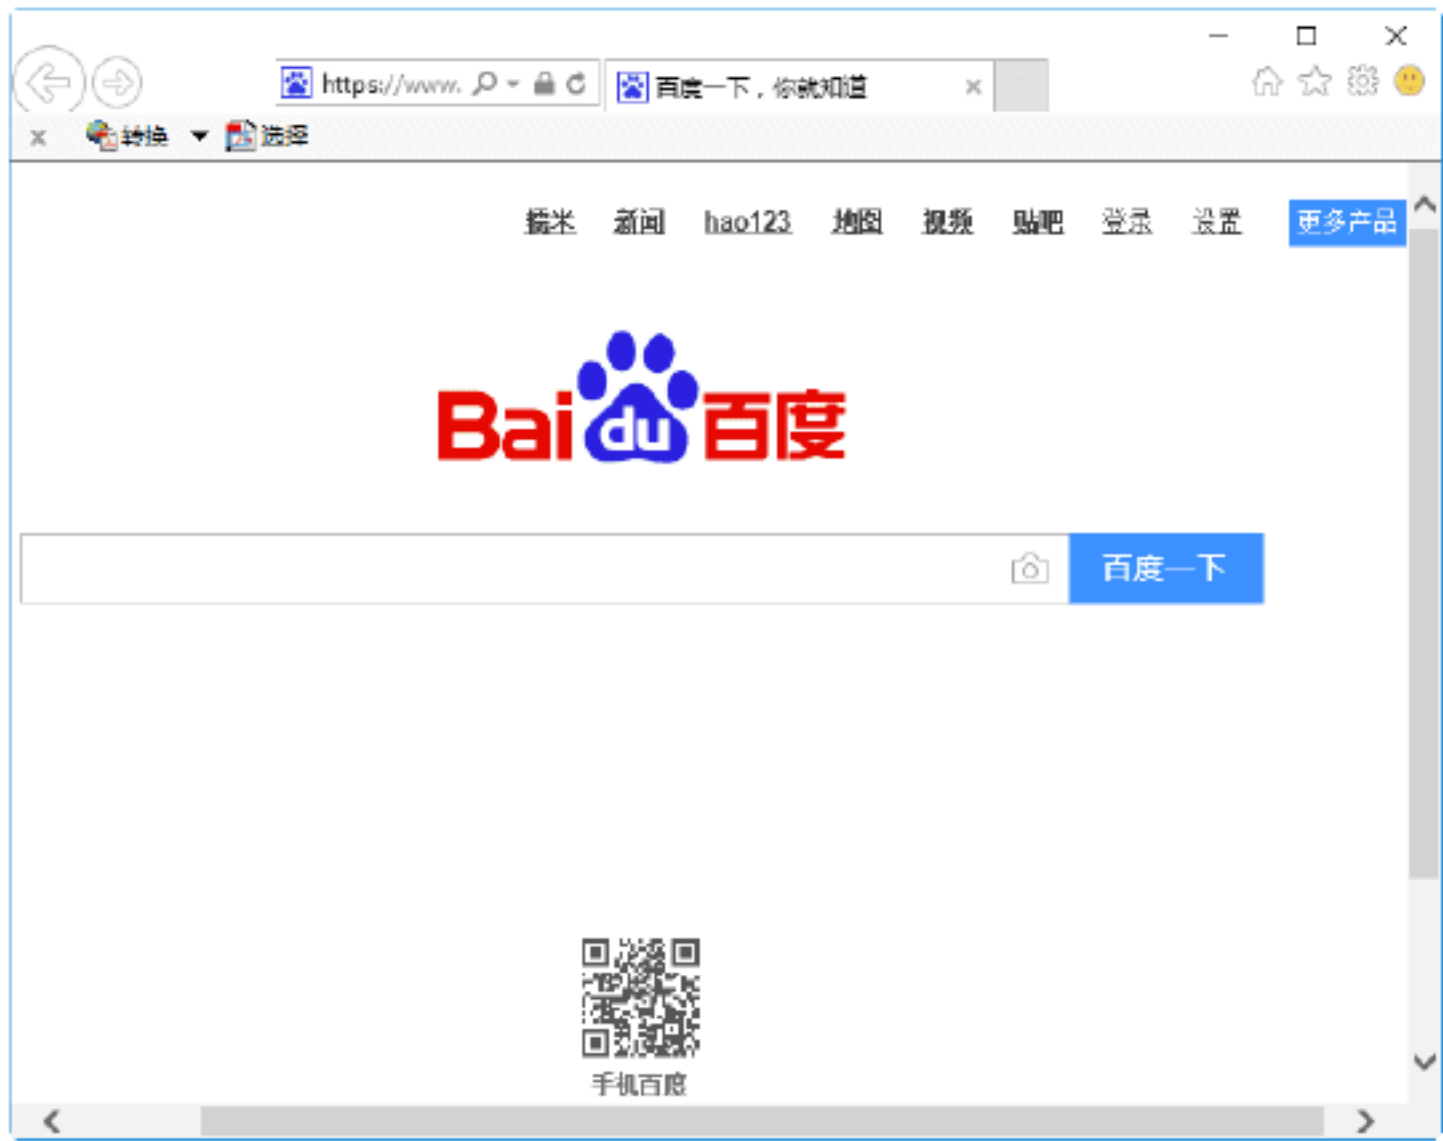 https://www. 百度一下，你就知道
转换 选择
糯米 新闻 hao123 地图 视频 贴吧 登录 设置 更多产品
Bai du 百度
百度一下
手机百度